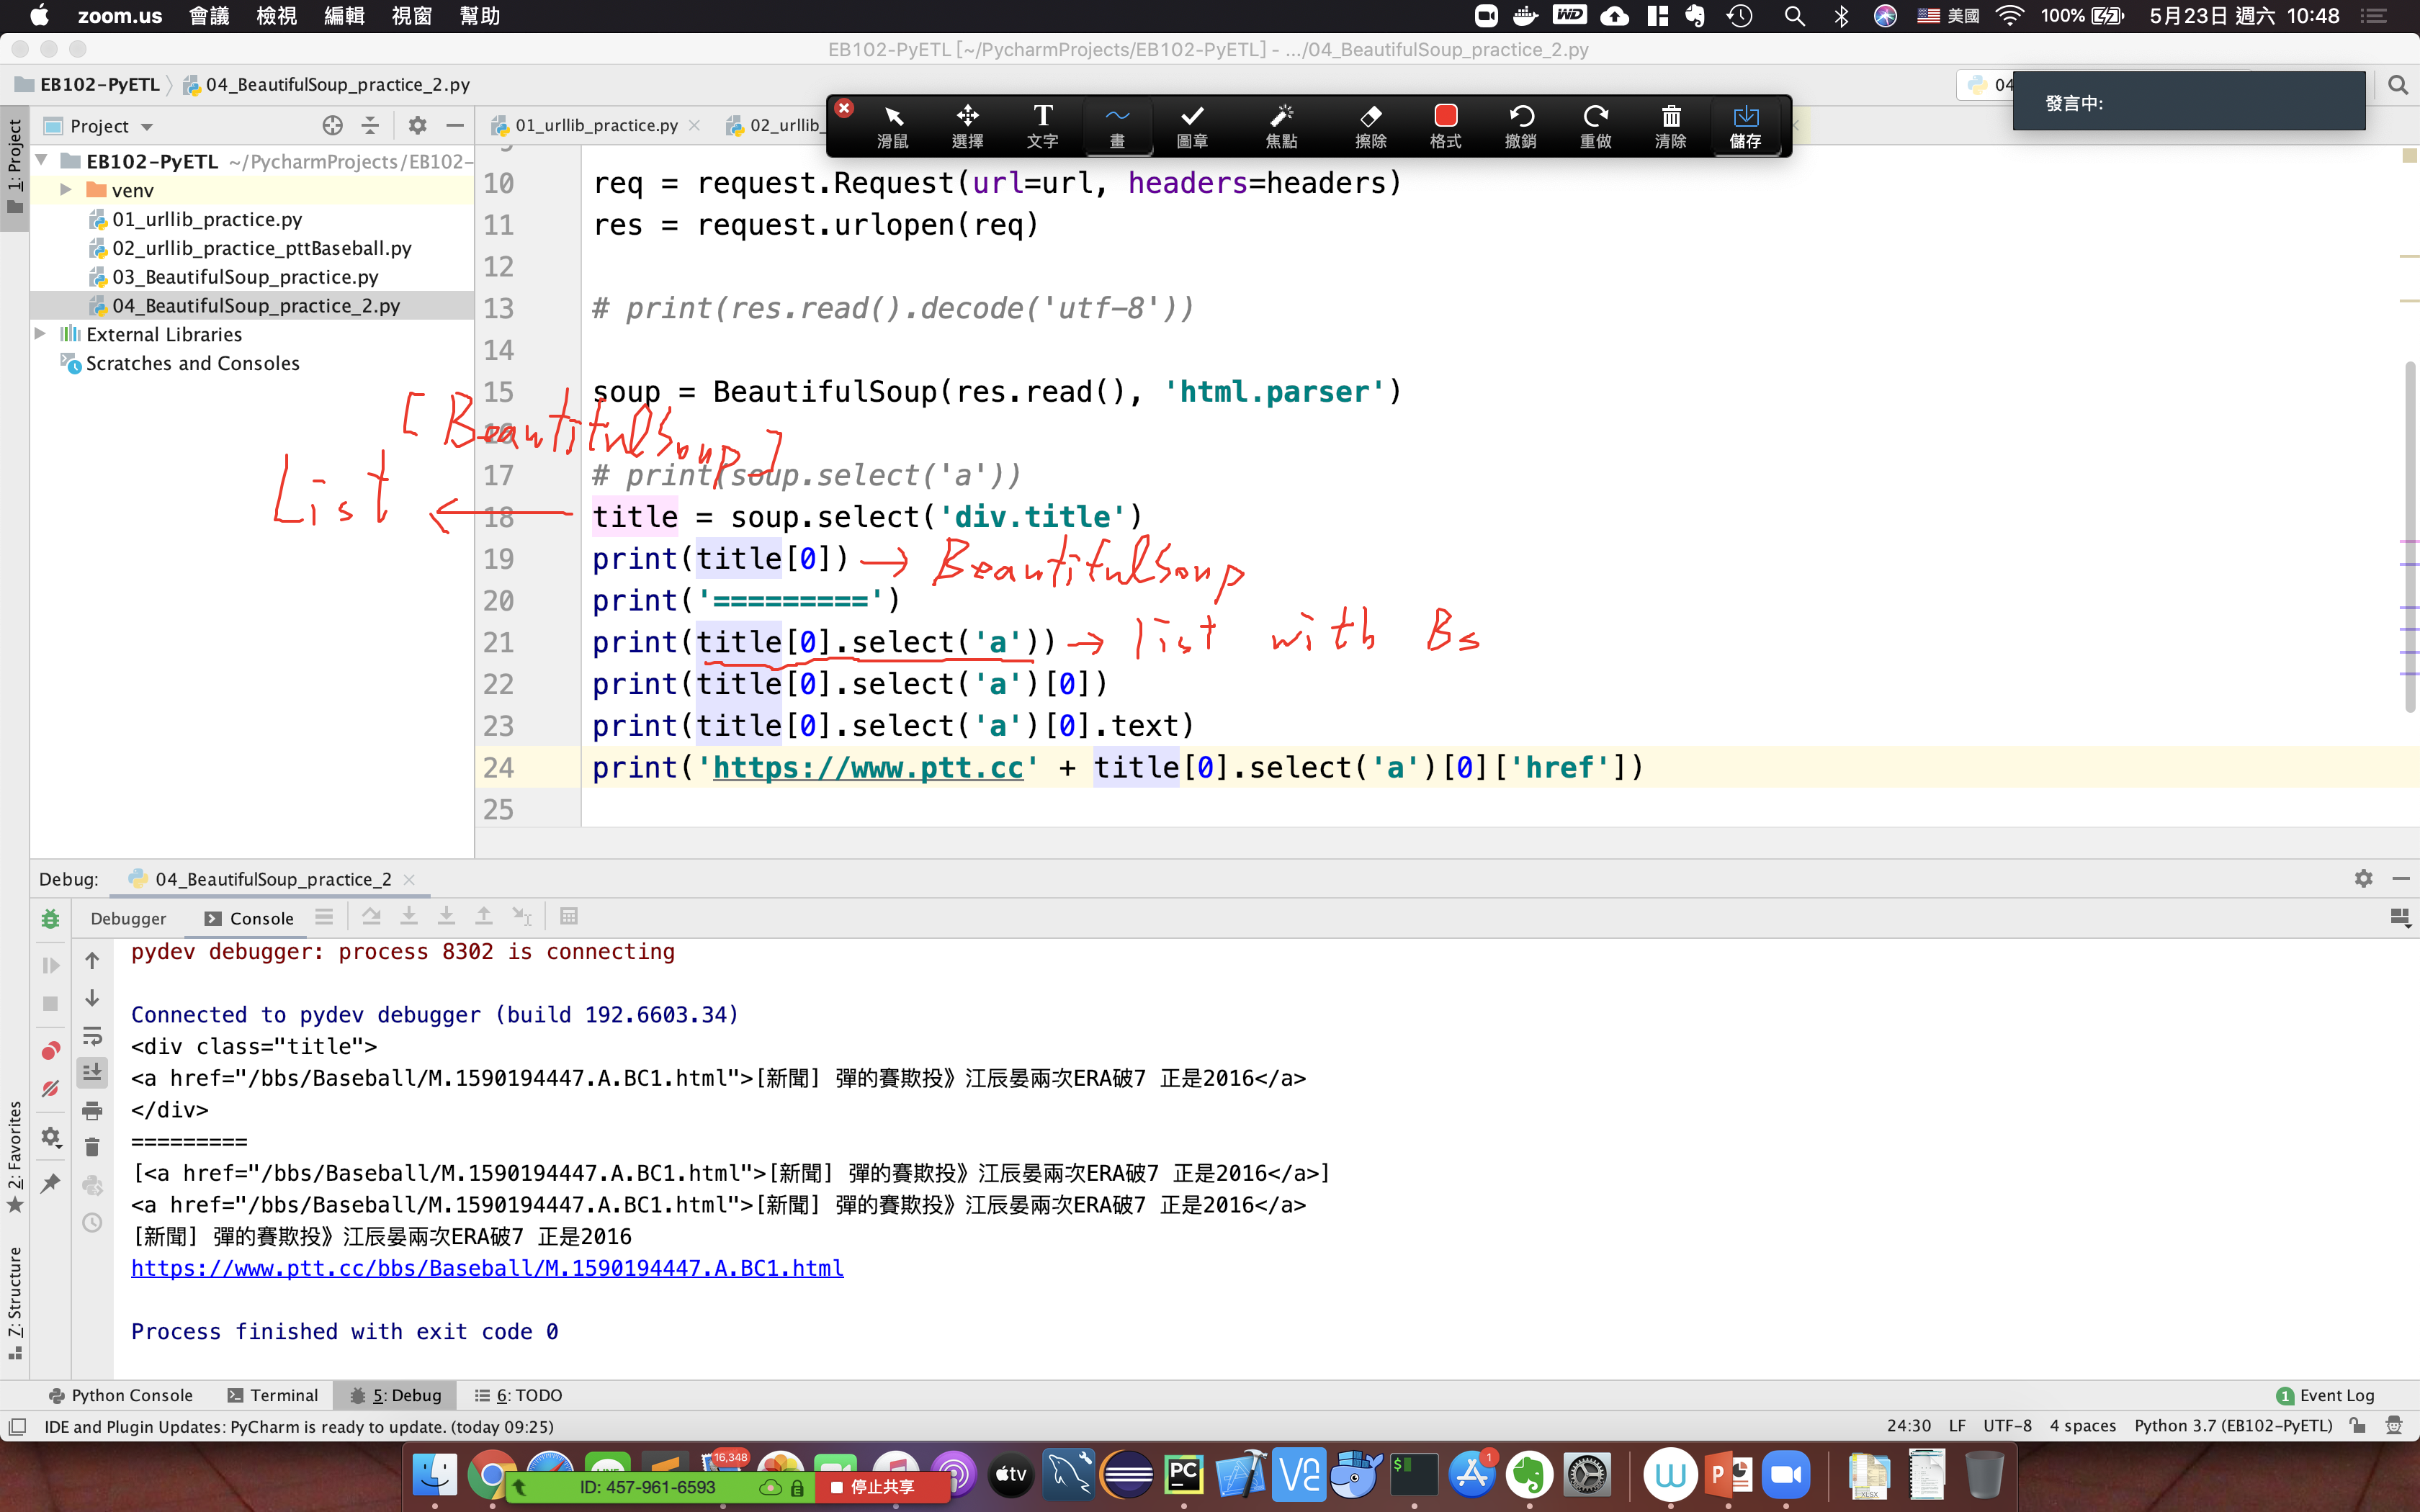 zoom.us 會議 檢視 編輯 視窗 幫助
WD 美國 100% 5月23日 週六 10:48
EB102-PyETL [~/PycharmProjects/EB102-PyETL] - .../04_BeautifulSoup_practice_2.py
EB102-PyETL 04_BeautifulSoup_practice_2.py
04
發言中:
滑鼠 選擇 文字 畫 圖章 焦點 擦除 格式 撤銷 重做 清除 儲存
1: Project
Project
01_urllib_practice.py 02_urllib_
EB102-PyETL ~/PycharmProjects/EB102-
venv
01_urllib_practice.py
02_urllib_practice_pttBaseball.py
03_BeautifulSoup_practice.py
04_BeautifulSoup_practice_2.py
External Libraries
Scratches and Consoles
10 req = request.Request(url=url, headers=headers)
11 res = request.urlopen(req)
12
13 # print(res.read().decode('utf-8'))
14
15 soup = BeautifulSoup(res.read(), 'html.parser')
16
[BeautifulSoup]
17 # print(soup.select('a'))
List ←
18 title = soup.select('div.title')
19 print(title[0]) → BeautifulSoup
20 print('=========')
21 print(title[0].select('a')) → list with Bs
22 print(title[0].select('a')[0])
23 print(title[0].select('a')[0].text)
24 print('https://www.ptt.cc' + title[0].select('a')[0]['href'])
25
Debug: 04_BeautifulSoup_practice_2
Debugger Console
pydev debugger: process 8302 is connecting
Connected to pydev debugger (build 192.6603.34)
<div class="title">
<a href="/bbs/Baseball/M.1590194447.A.BC1.html">[新聞] 彈的賽欺投》江辰晏兩次ERA破7 正是2016</a>
</div>
=========
[<a href="/bbs/Baseball/M.1590194447.A.BC1.html">[新聞] 彈的賽欺投》江辰晏兩次ERA破7 正是2016</a>]
<a href="/bbs/Baseball/M.1590194447.A.BC1.html">[新聞] 彈的賽欺投》江辰晏兩次ERA破7 正是2016</a>
[新聞] 彈的賽欺投》江辰晏兩次ERA破7 正是2016
https://www.ptt.cc/bbs/Baseball/M.1590194447.A.BC1.html
Process finished with exit code 0
2: Favorites
7: Structure
Python Console Terminal 5: Debug 6: TODO 1 Event Log
IDE and Plugin Updates: PyCharm is ready to update. (today 09:25) 24:30 LF UTF-8 4 spaces Python 3.7 (EB102-PyETL)
16,348
tv PC $ 1 W P
ID: 457-961-6593 停止共享
XLSX